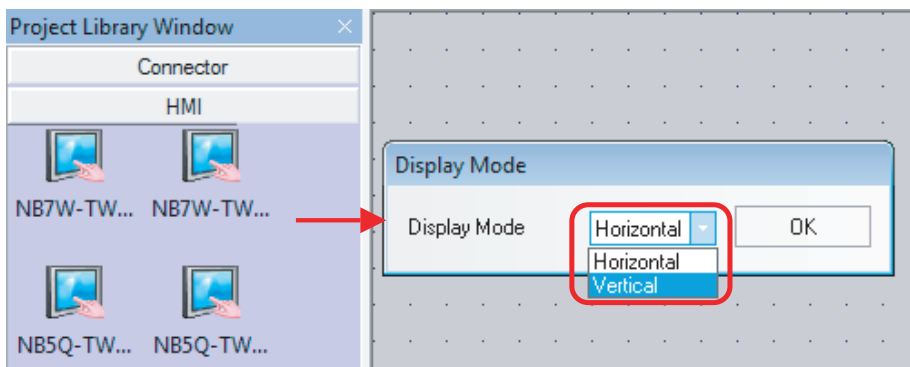 Project Library Window
Connector
HMI
NB7W-TW... NB7W-TW...
NB5Q-TW... NB5Q-TW...
Display Mode
Display Mode Horizontal OK
Horizontal
Vertical